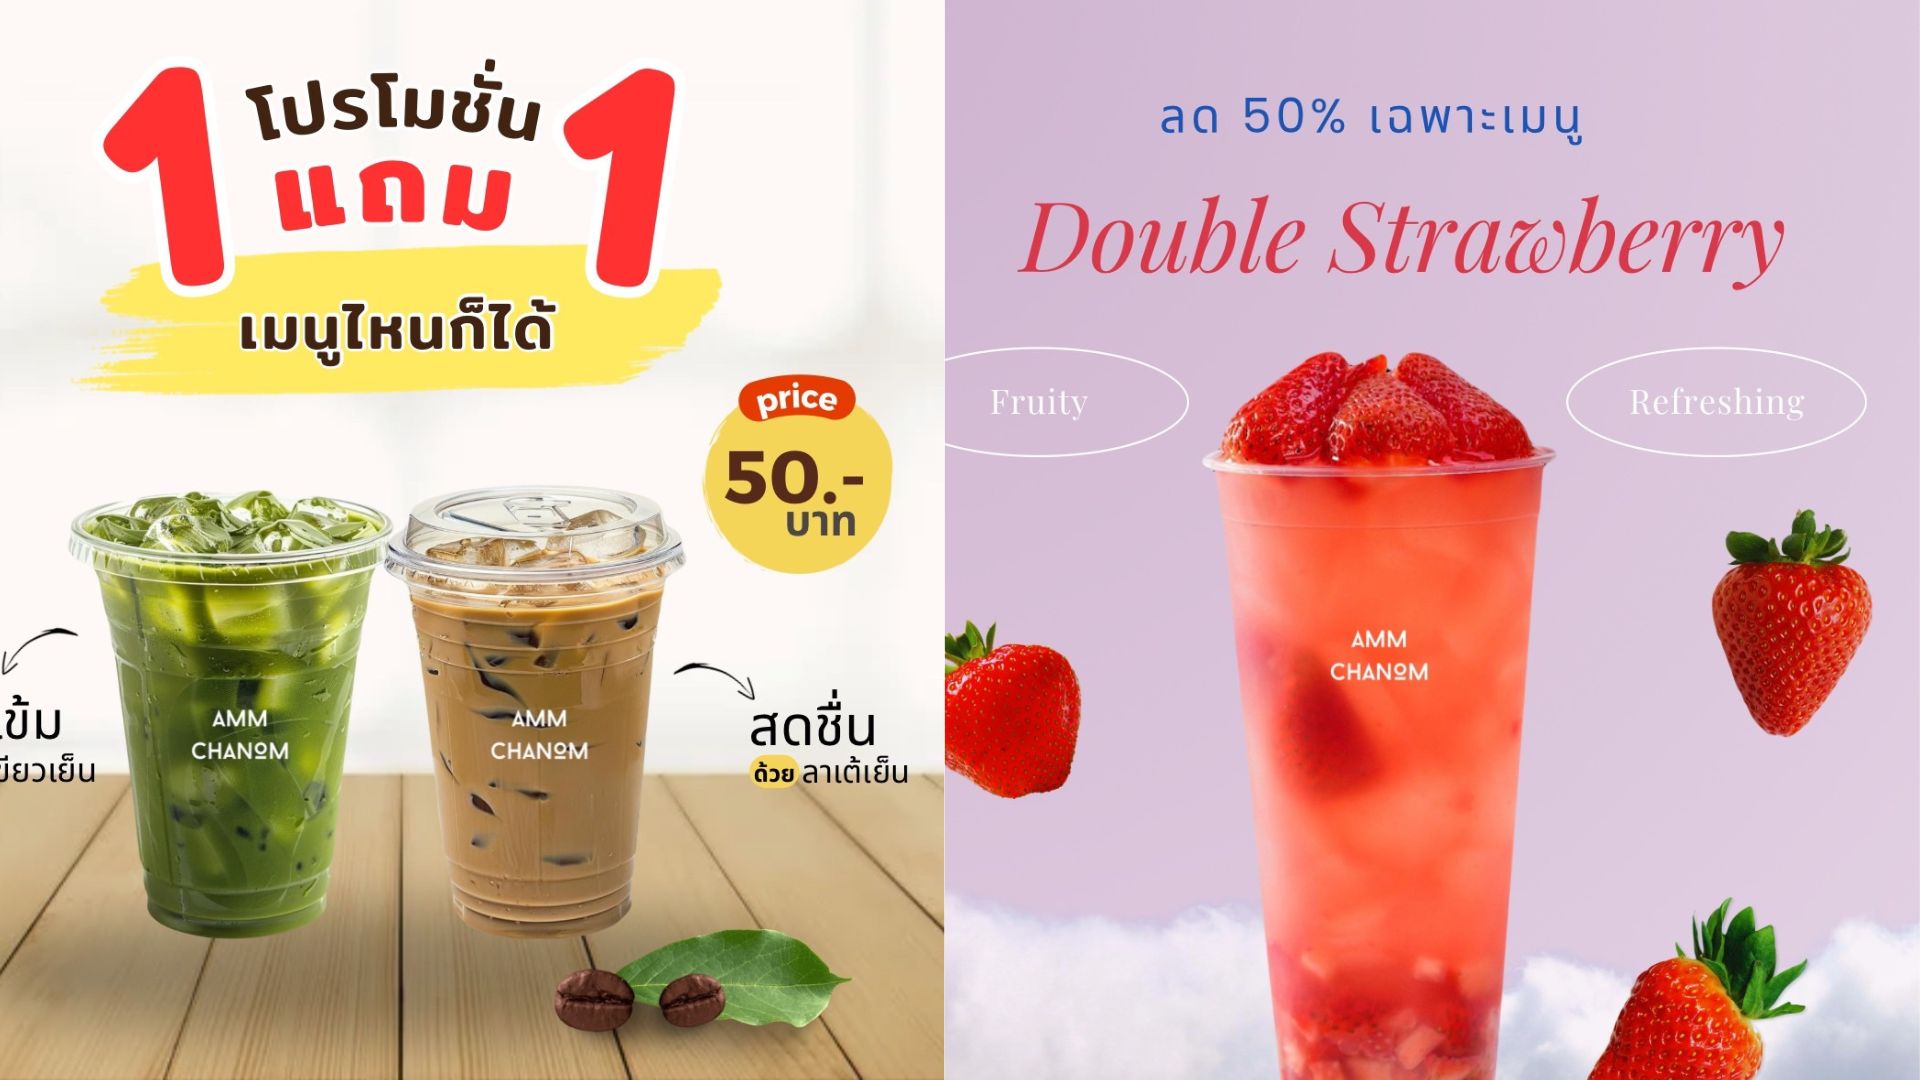 1 โปรโมชั่น 1
แถม
เมนูไหนก็ได้
price
50.-
บาท
AMM
CHANOM
AMM
CHANOM
สดชื่น
ด้วย ลาเต้เย็น
ลด 50% เฉพาะเมนู
Double Strawberry
Fruity
Refreshing
AMM
CHANOM